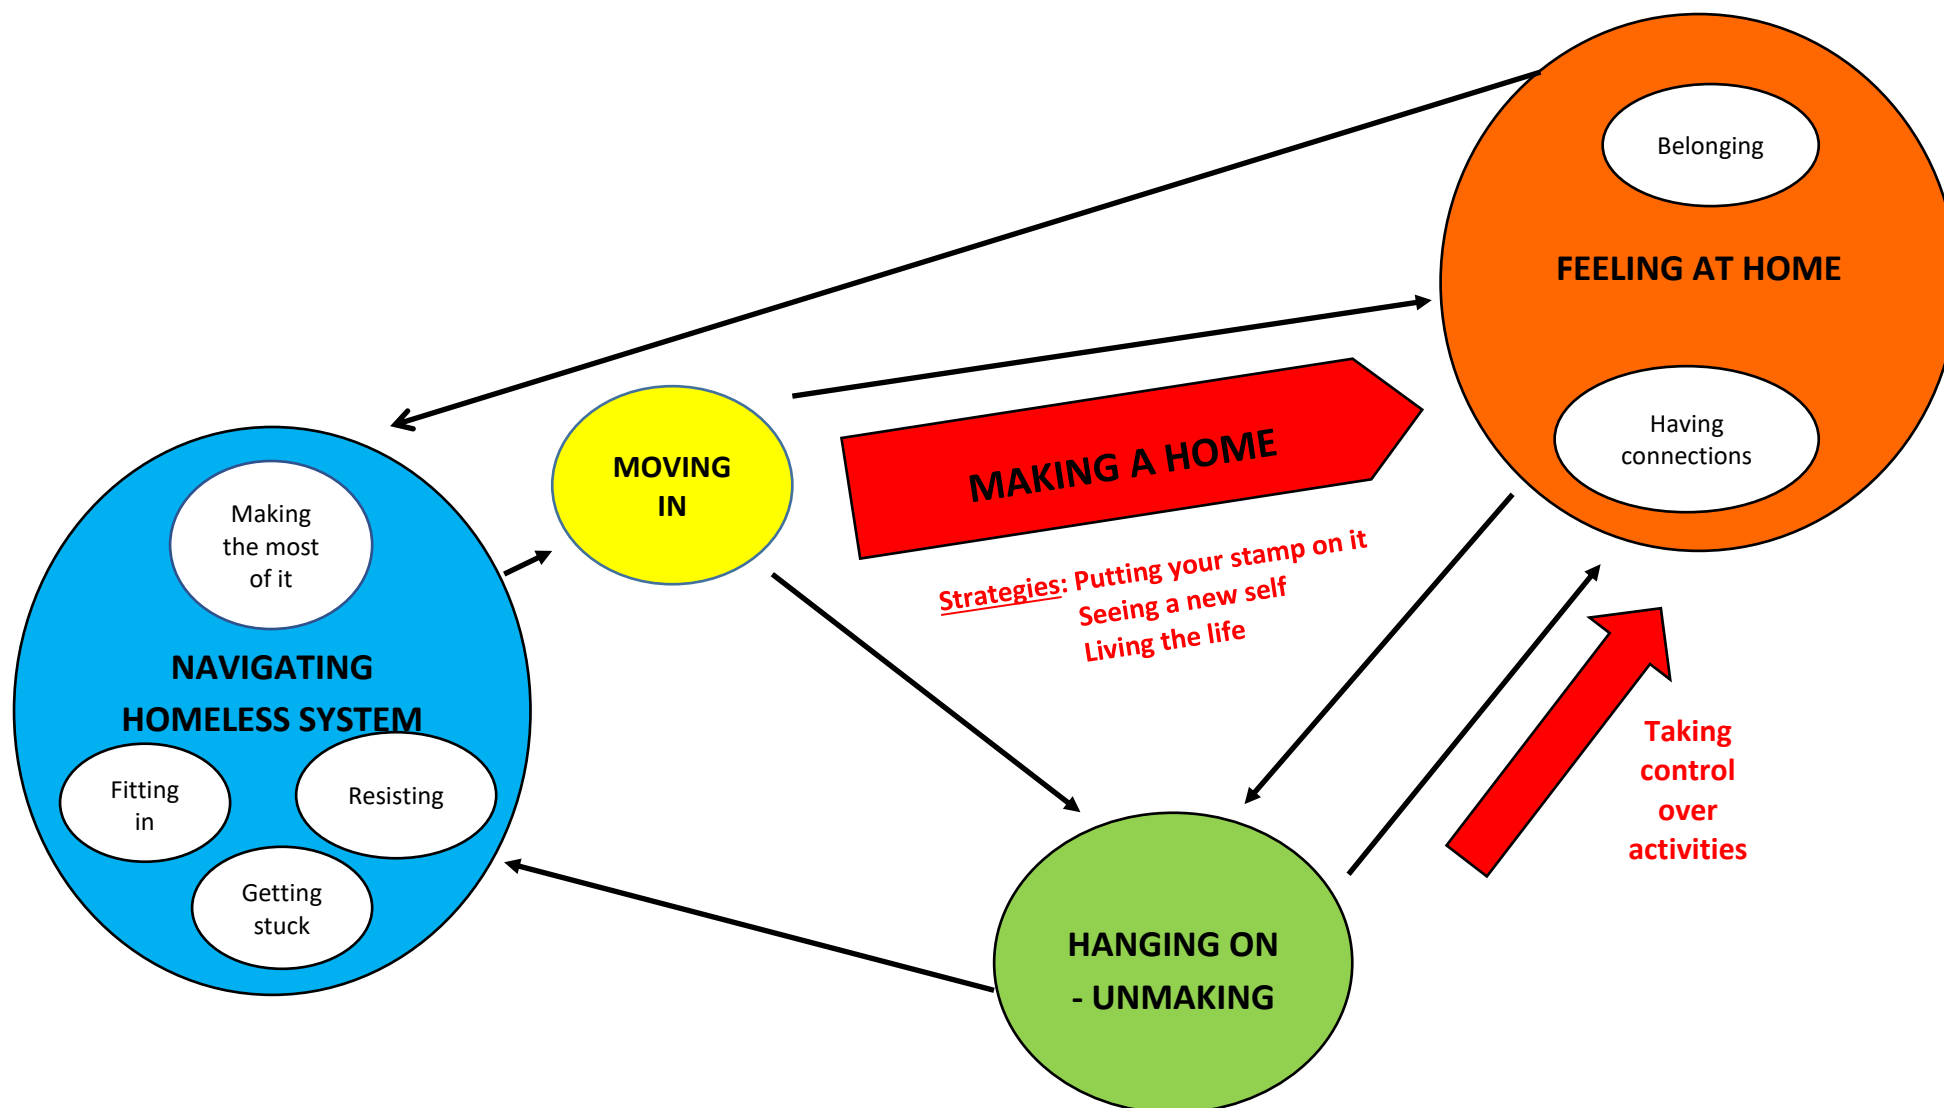 Belonging
FEELING AT HOME
Having
connections
MOVING
IN
MAKING A HOME
Strategies: Putting your stamp on it
Seeing a new self
Living the life
Making
the most
of it
NAVIGATING
HOMELESS SYSTEM
Fitting
in
Resisting
Getting
stuck
Taking
control
over
activities
HANGING ON
- UNMAKING